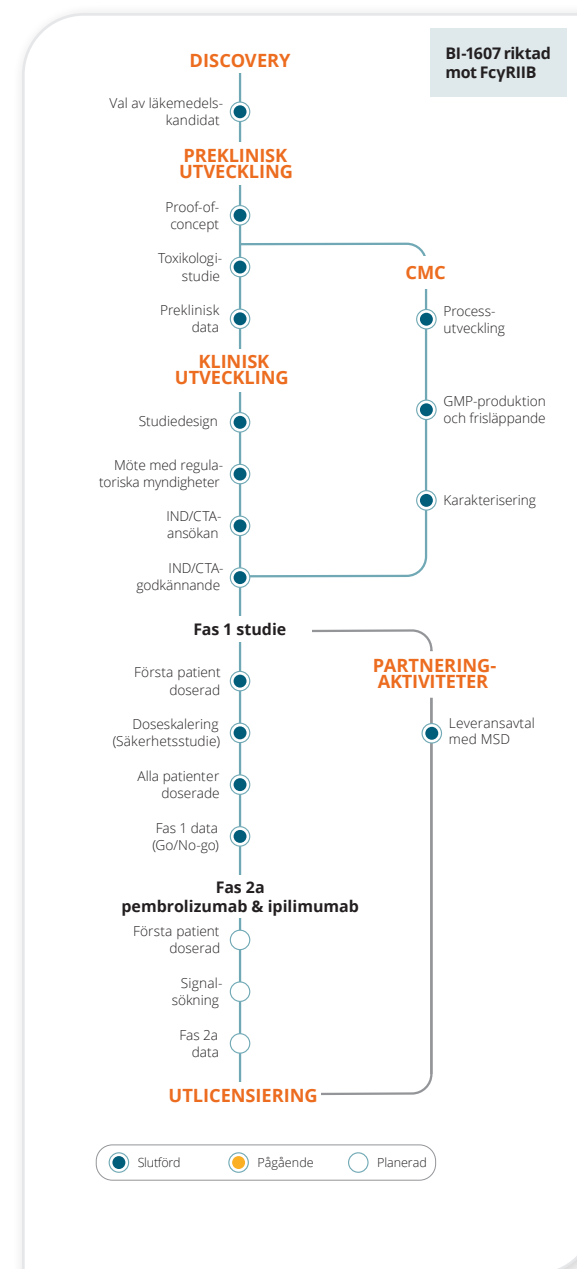 BI-1607 riktad
mot FcγRIIB
DISCOVERY
Val av läkemedels-
kandidat
PREKLINISK
UTVECKLING
Proof-of-
concept
Toxikologi-
studie
Preklinisk
data
CMC
Process-
utveckling
GMP-produktion
och frisläppande
Karakterisering
KLINISK
UTVECKLING
Studiedesign
Möte med regula-
toriska myndigheter
IND/CTA-
ansökan
IND/CTA-
godkännande
Fas 1 studie
Första patient
doserad
Doseskalering
(Säkerhetsstudie)
Alla patienter
doserade
Fas 1 data
(Go/No-go)
PARTNERING-
AKTIVITETER
Leveransavtal
med MSD
Fas 2a
pembrolizumab & ipilimumab
Första patient
doserad
Signal-
sökning
Fas 2a
data
UTLICENSIERING
Slutförd
Pågående
Planerad